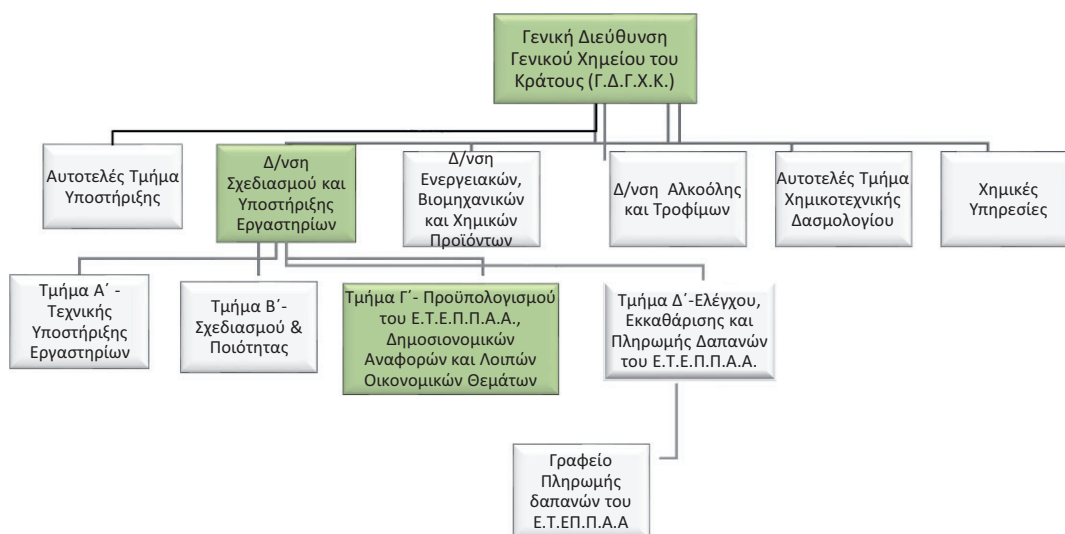 Γενική Διεύθυνση
Γενικού Χημείου του
Κράτους (Γ.Δ.Γ.Χ.Κ.)
Αυτοτελές Τμήμα
Υποστήριξης
Δ/νση
Σχεδιασμού και
Υποστήριξης
Εργαστηρίων
Δ/νση
Ενεργειακών,
Βιομηχανικών
και Χημικών
Προϊόντων
Δ/νση Αλκοόλης
και Τροφίμων
Αυτοτελές Τμήμα
Χημικοτεχνικής
Δασμολογίου
Χημικές
Υπηρεσίες
Τμήμα Α΄ -
Τεχνικής
Υποστήριξης
Εργαστηρίων
Τμήμα Β΄-
Σχεδιασμού &
Ποιότητας
Τμήμα Γ΄- Προϋπολογισμού
του Ε.Τ.Ε.Π.Π.Α.Α.,
Δημοσιονομικών
Αναφορών και Λοιπών
Οικονομικών Θεμάτων
Τμήμα Δ΄-Ελέγχου,
Εκκαθάρισης και
Πληρωμής Δαπανών
του Ε.Τ.Ε.Π.Π.Α.Α.
Γραφείο
Πληρωμής
δαπανών του
Ε.Τ.ΕΠ.Π.Α.Α